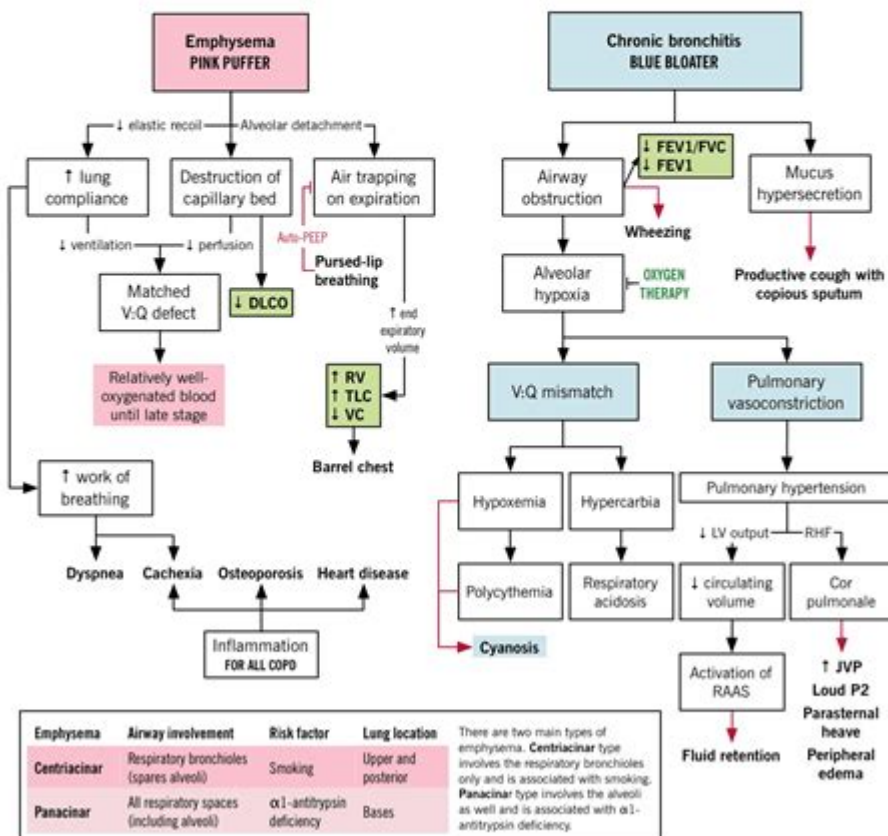 Emphysema
PINK PUFFER
↓ elastic recoil
Alveolar detachment
↑ lung
compliance
Destruction of
capillary bed
Air trapping
on expiration
↓ ventilation
↓ perfusion
Auto-PEEP
Pursed-lip
breathing
Matched
V:Q defect
↓ DLCO
↑ end
expiratory
volume
Relatively well-
oxygenated blood
until late stage
↑ RV
↑ TLC
↓ VC
Barrel chest
↑ work of
breathing
Dyspnea
Cachexia
Osteoporosis
Heart disease
Inflammation
FOR ALL COPD
Chronic bronchitis
BLUE BLOATER
↓ FEV1/FVC
↓ FEV1
Airway
obstruction
Mucus
hypersecretion
Wheezing
Productive cough with
copious sputum
Alveolar
hypoxia
OXYGEN
THERAPY
V:Q mismatch
Pulmonary
vasoconstriction
Hypoxemia
Hypercarbia
Pulmonary hypertension
↓ LV output
RHF
Polycythemia
Respiratory
acidosis
↓ circulating
volume
Cor
pulmonale
Cyanosis
Activation of
RAAS
Fluid retention
↑ JVP
Loud P2
Parasternal
heave
Peripheral
edema
Emphysema Airway involvement Risk factor Lung location
Centriacinar Respiratory bronchioles (spares alveoli) Smoking Upper and posterior
Panacinar All respiratory spaces (including alveoli) α1-antitrypsin deficiency Bases
There are two main types of
emphysema. Centriacinar type
involves the respiratory bronchioles
only and is associated with smoking.
Panacinar type involves the alveoli
as well and is associated with α1-
antitrypsin deficiency.